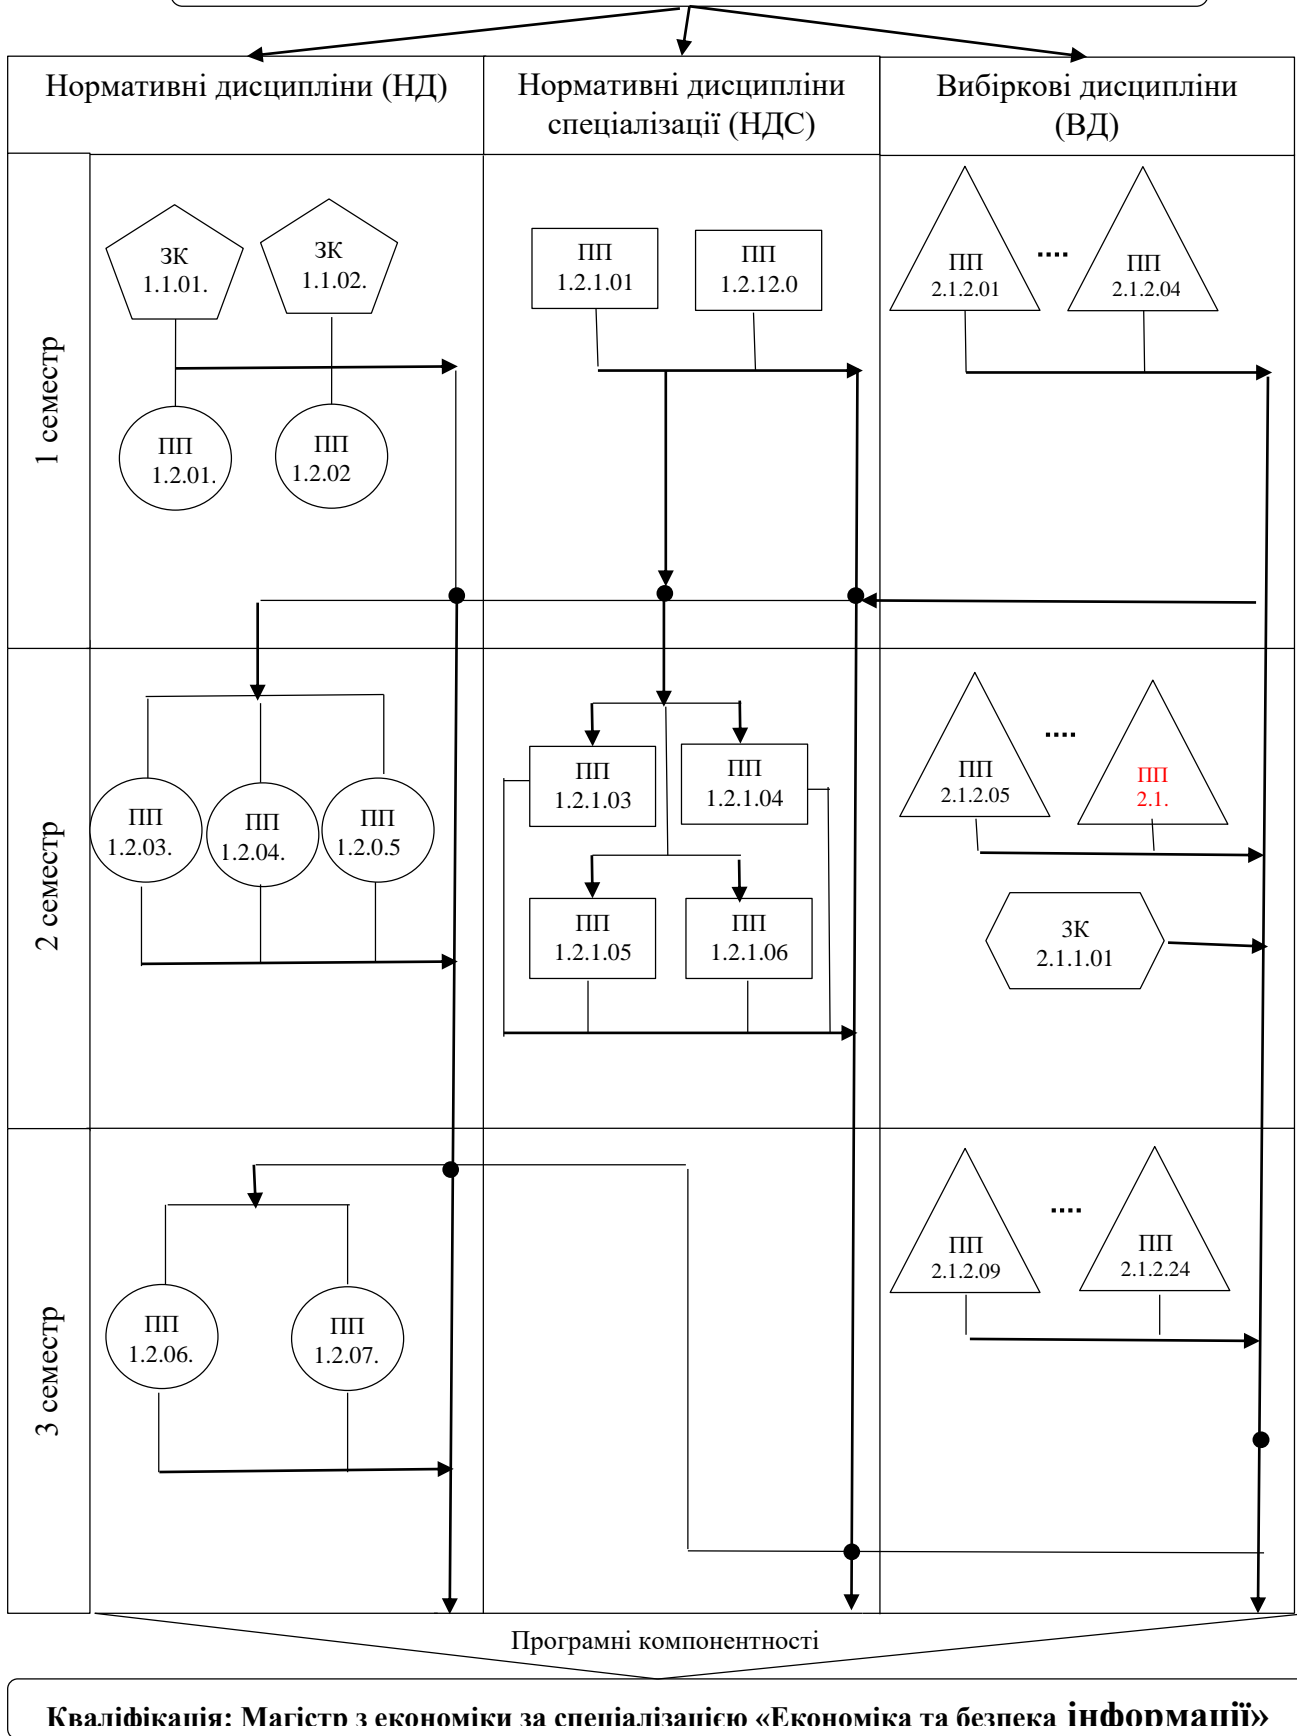 Нормативні дисципліни (НД)
Нормативні дисципліни
спеціалізації (НДС)
Вибіркові дисципліни
(ВД)
1 семестр
ЗК
1.1.01.
ЗК
1.1.02.
ПП
1.2.01.
ПП
1.2.02
ПП
1.2.1.01
ПП
1.2.12.0
ПП
2.1.2.01
....
ПП
2.1.2.04
2 семестр
ПП
1.2.03.
ПП
1.2.04.
ПП
1.2.0.5
ПП
1.2.1.03
ПП
1.2.1.04
ПП
1.2.1.05
ПП
1.2.1.06
ПП
2.1.2.05
....
ПП
2.1.
ЗК
2.1.1.01
3 семестр
ПП
1.2.06.
ПП
1.2.07.
ПП
2.1.2.09
....
ПП
2.1.2.24
Програмні компонентності
Кваліфікація: Магістр з економіки за спеціалізацією «Економіка та безпека інформації»